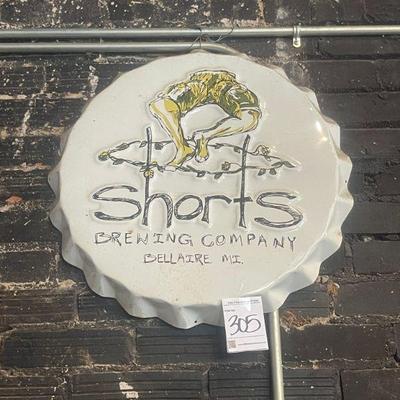 Shorts
BREWING COMPANY
BELLAIRE MI.
305